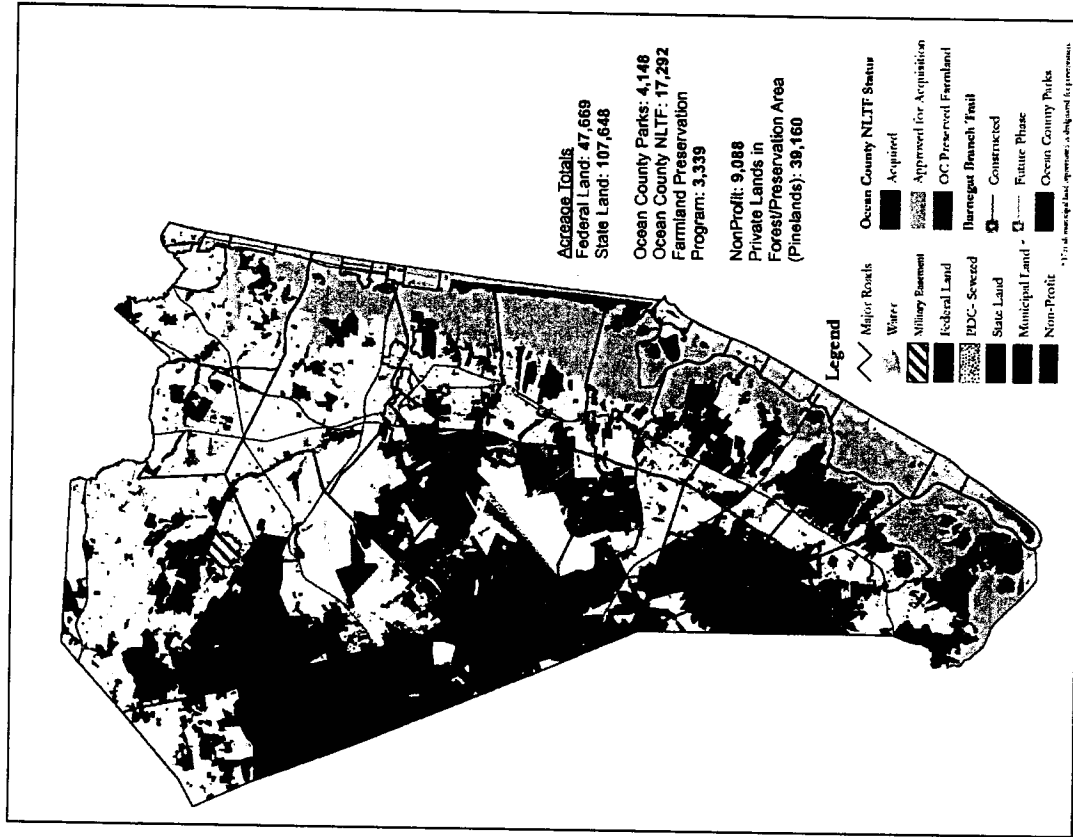 Acreage Totals
Federal Land: 47,669
State Land: 107,648
Ocean County Parks: 4,148
Ocean County NLTF: 17,292
Farmland Preservation
Program: 3,339
NonProfit: 9,088
Private Lands in
Forest/Preservation Area
(Pinelands): 39,160
Legend
Major Roads
Water
Military Easement
Federal Land
PDC- Severed
State Land
Municipal Land *
Non-Profit
Ocean County NLTF Status
Acquired
Approved for Acquisition
OC Preserved Farmland
Barnegat Branch Trail
Constructed
Future Phase
Ocean County Parks